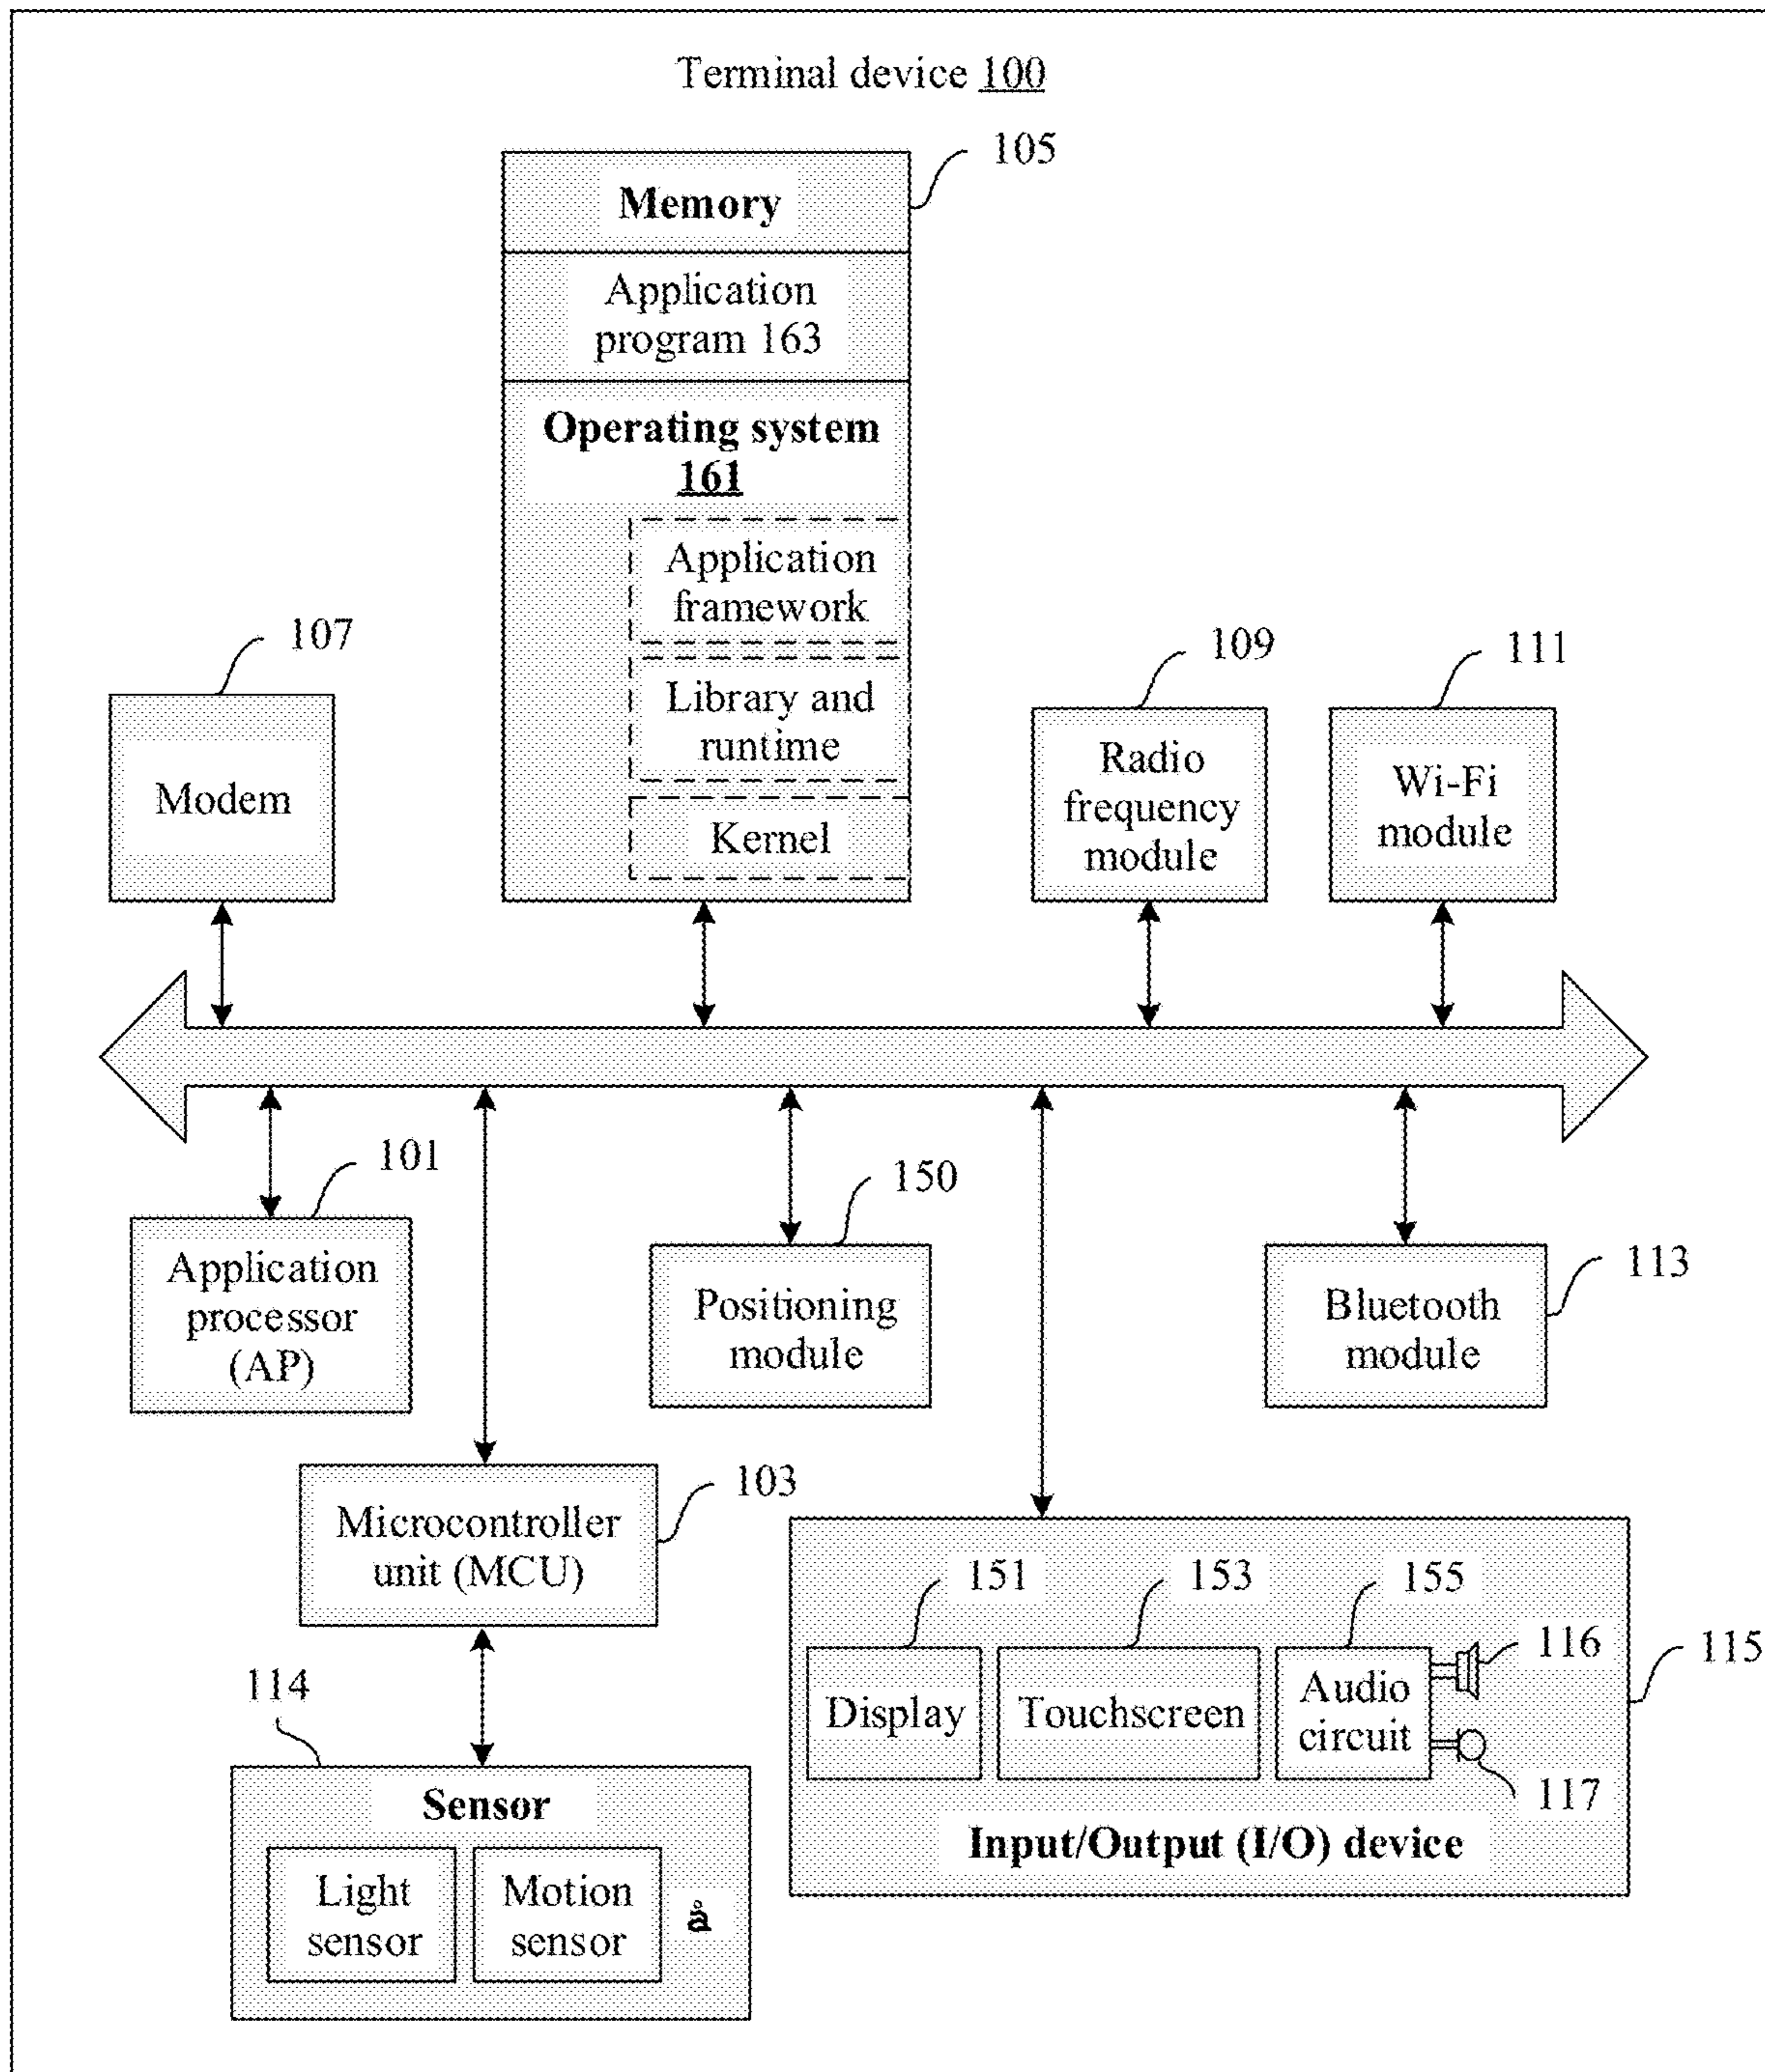 Terminal device 100
105
Memory
Application
program 163
Operating system
161
Application
framework
Library and
runtime
Kernel
107
Modem
109
Radio
frequency
module
111
Wi-Fi
module
101
Application
processor
(AP)
150
Positioning
module
113
Bluetooth
module
103
Microcontroller
unit (MCU)
114
Sensor
Light
sensor
Motion
sensor
151
Display
153
Touchscreen
155
Audio
circuit
116
117
115
Input/Output (I/O) device